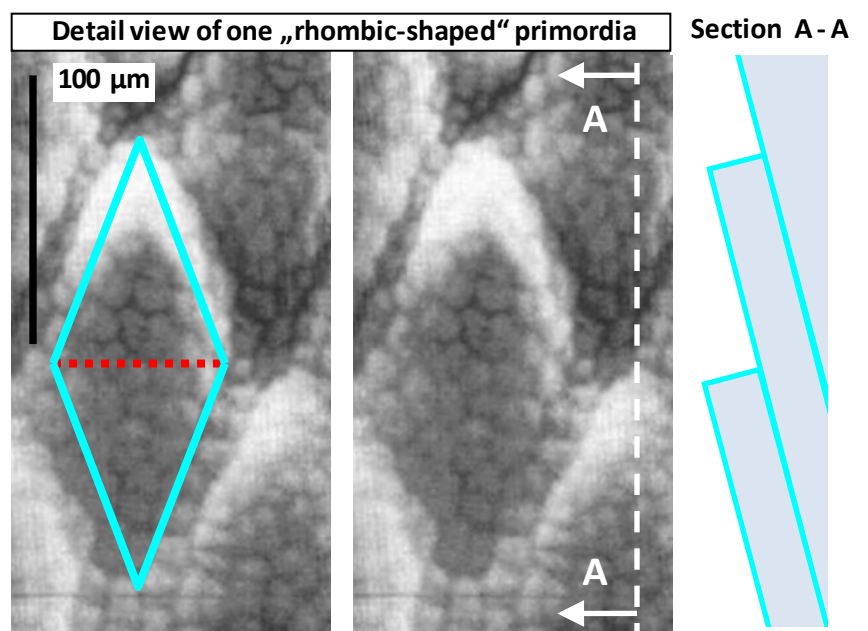 Detail view of one „rhombic-shaped“ primordia
Section A - A
100 µm
A
A